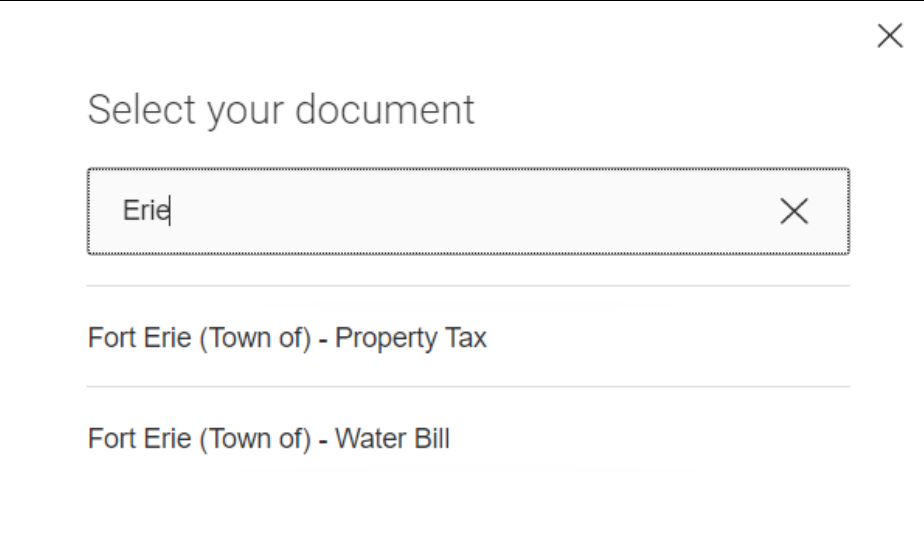 Select your document
Erie
Fort Erie (Town of) - Property Tax
Fort Erie (Town of) - Water Bill